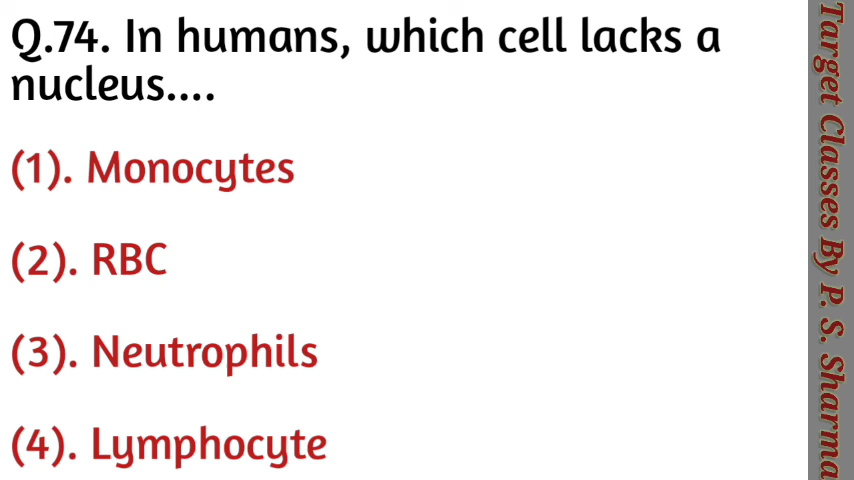 Q.74. In humans, which cell lacks a
nucleus....
(1). Monocytes
(2). RBC
(3). Neutrophils
(4). Lymphocyte
Target Classes By P. S. Sharma